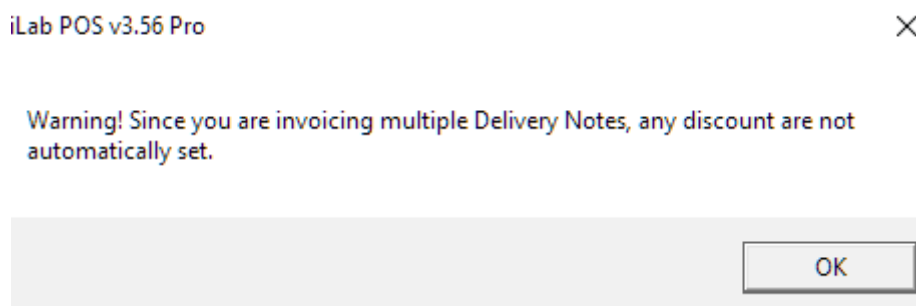 iLab POS v3.56 Pro
Warning! Since you are invoicing multiple Delivery Notes, any discount are not
automatically set.
OK